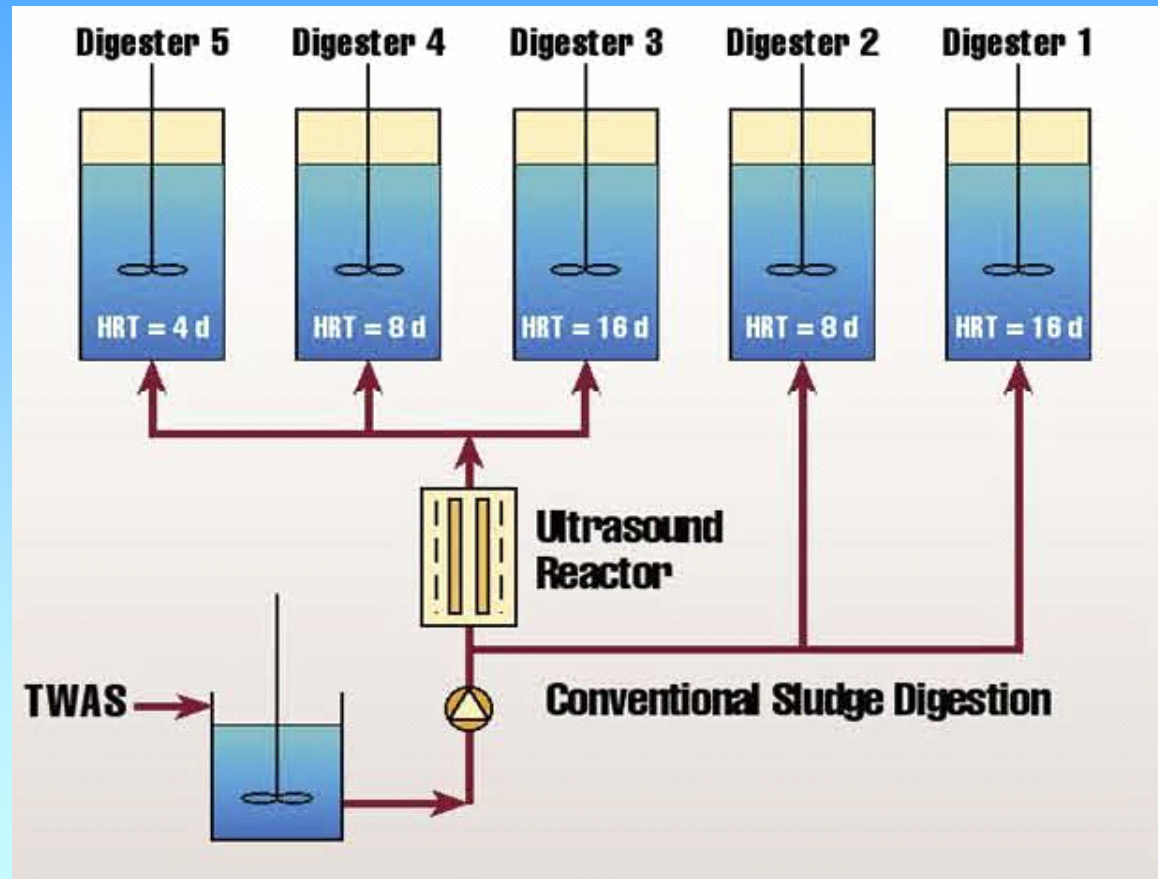 Digester 5
Digester 4
Digester 3
Digester 2
Digester 1
HRT = 4 d
HRT = 8 d
HRT = 16 d
HRT = 8 d
HRT = 16 d
Ultrasound
Reactor
TWAS
Conventional Sludge Digestion